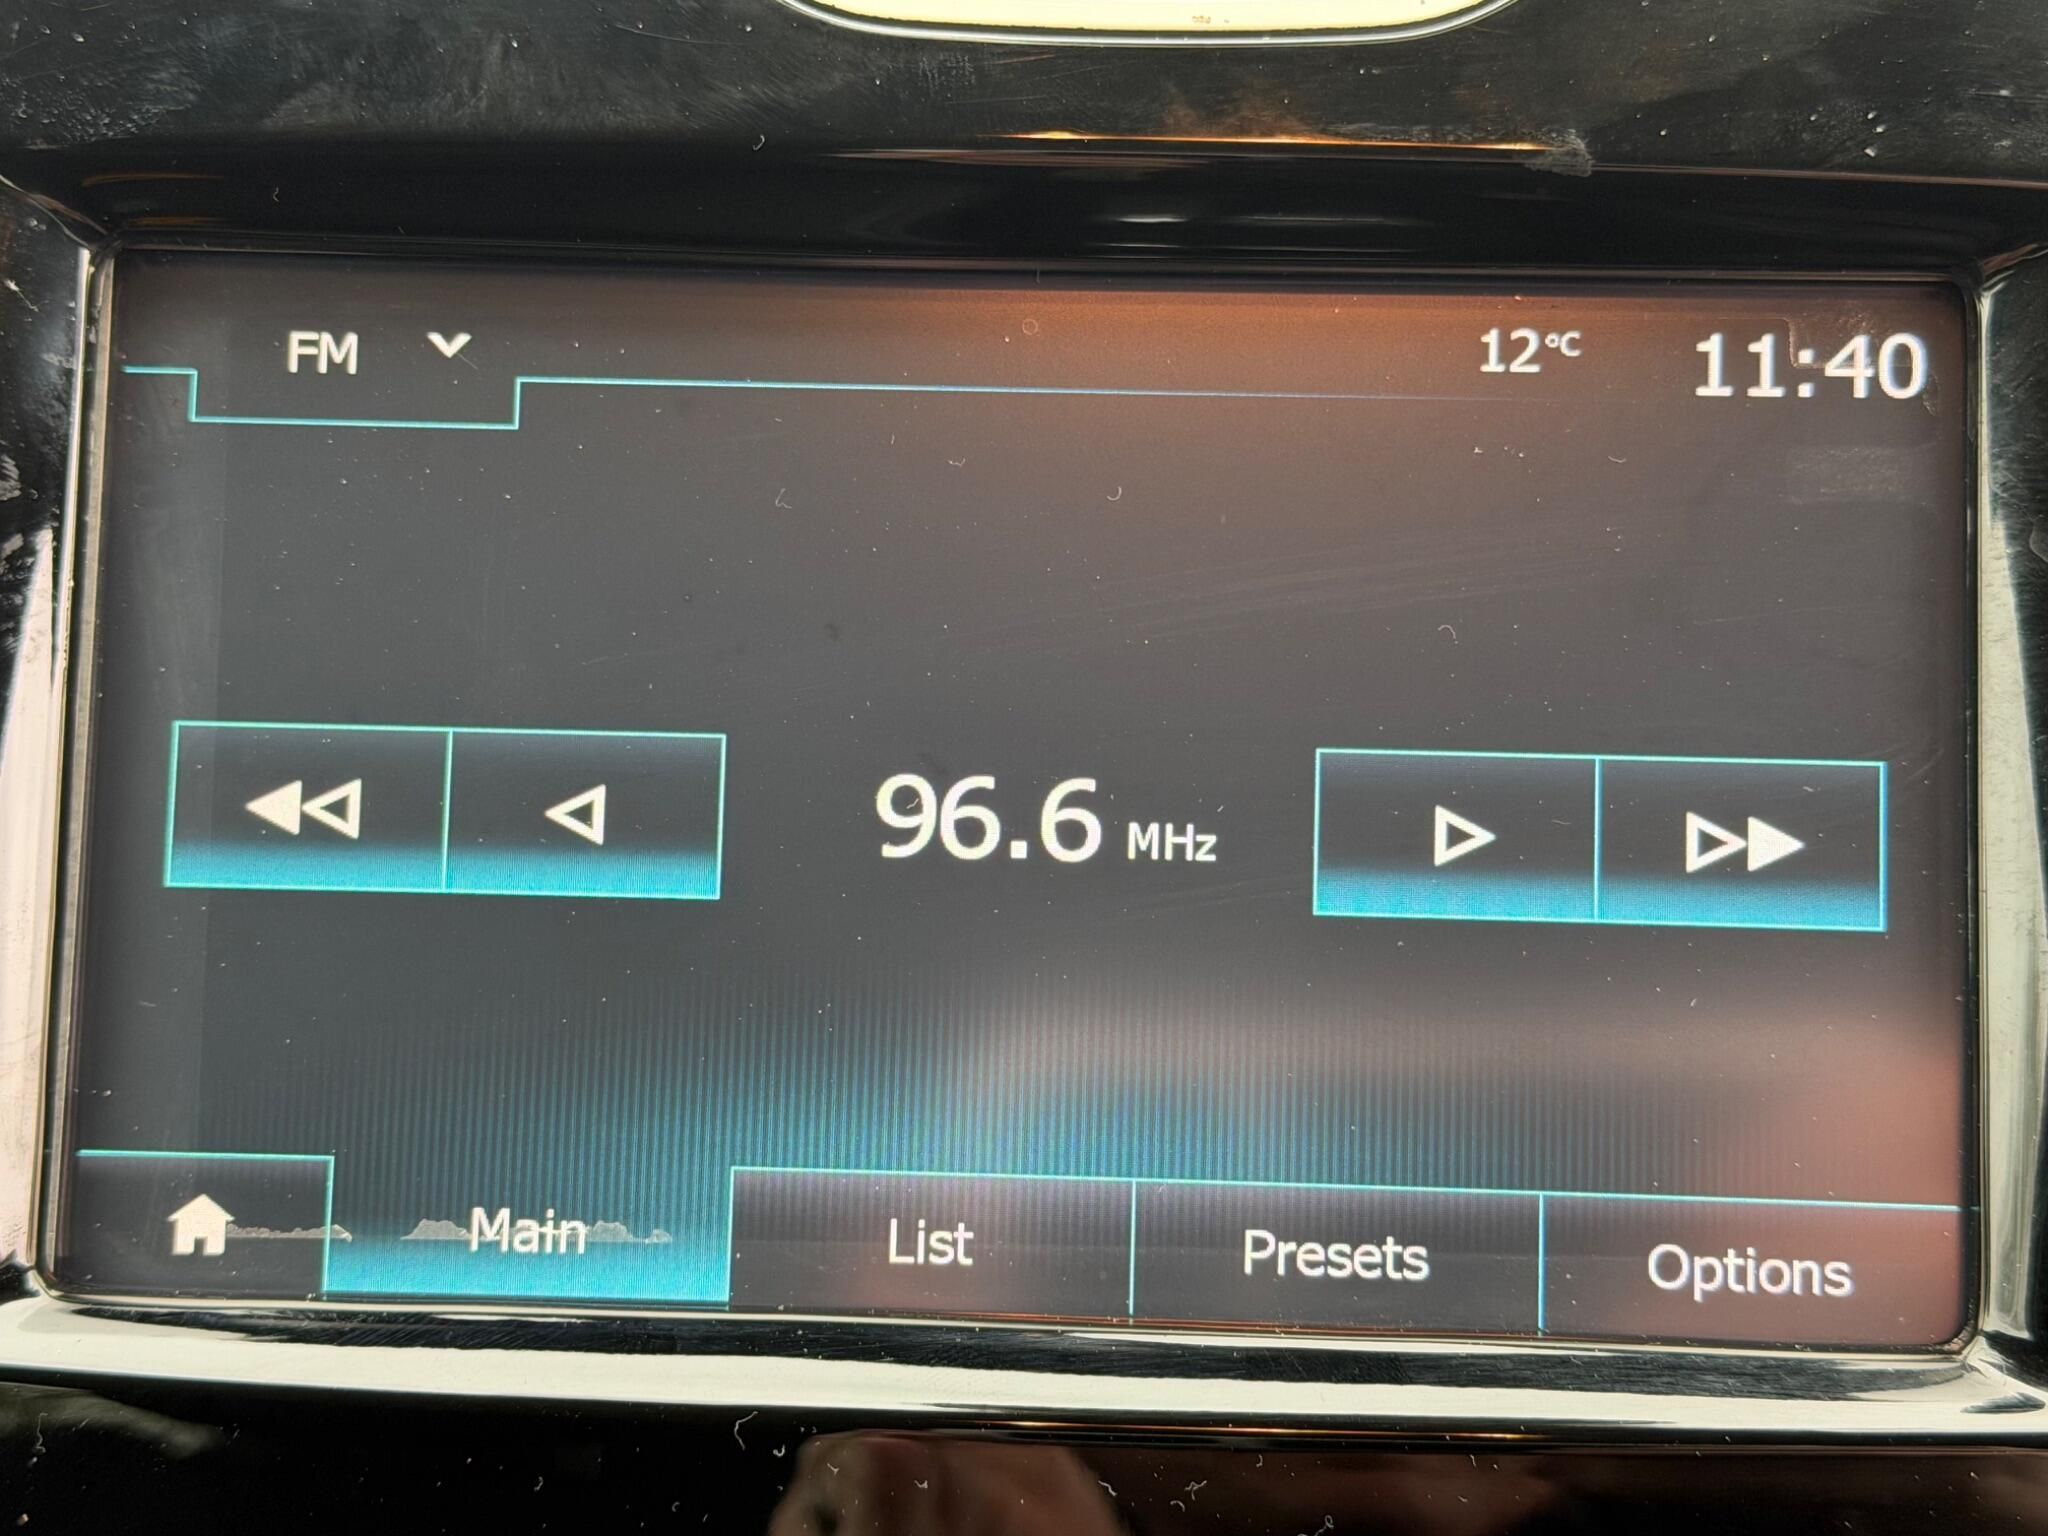 FM
12°C
11:40
96.6 MHz
Main
List
Presets
Options